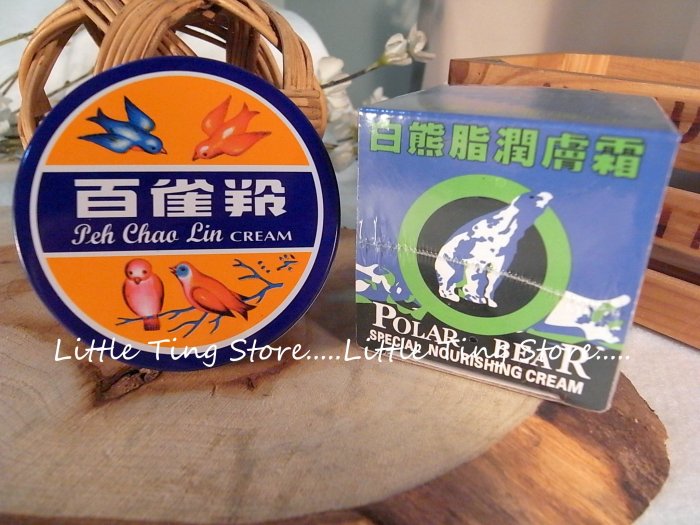 百雀羚
Peh Chao Lin CREAM
白熊脂潤膚霜
POLAR BEAR
SPECIAL NOURISHING CREAM
Little Ting Store.....Little Ting Store.....